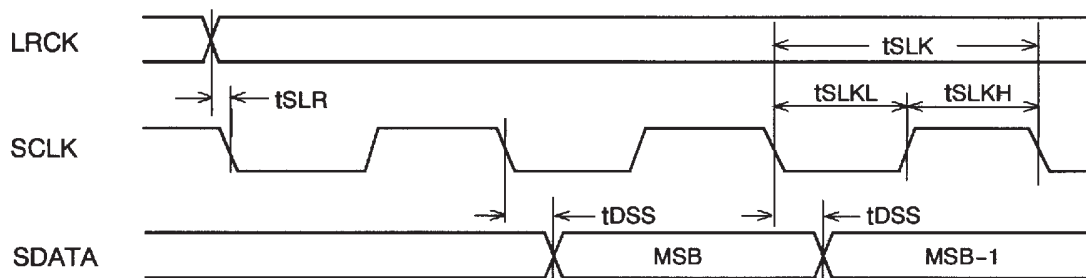 LRCK
tSLK
tSLR
tSLKL
tSLKH
SCLK
tDSS
tDSS
SDATA
MSB
MSB-1